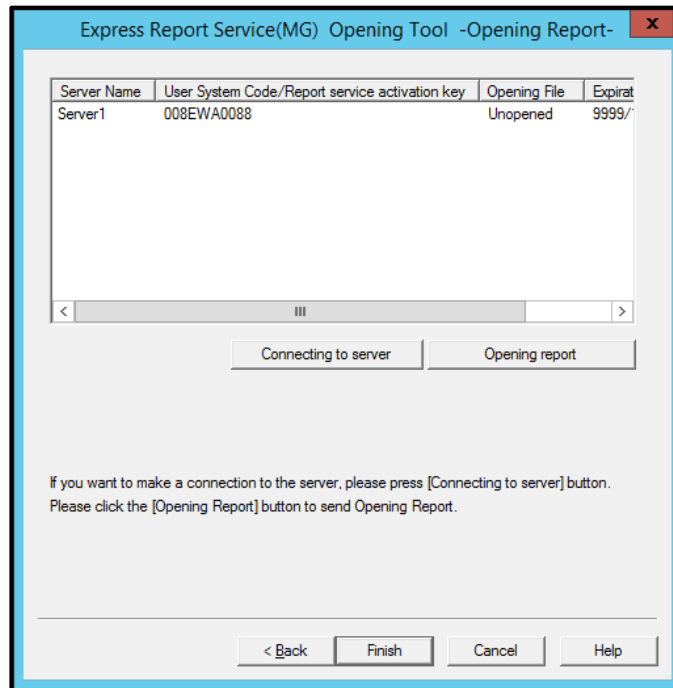 Express Report Service(MG) Opening Tool -Opening Report-
x
Server Name User System Code/Report service activation key Opening File Expirat
Server1 008EWA0088 Unopened 9999/
Connecting to server Opening report
If you want to make a connection to the server, please press [Connecting to server] button.
Please click the [Opening Report] button to send Opening Report.
< Back Finish Cancel Help